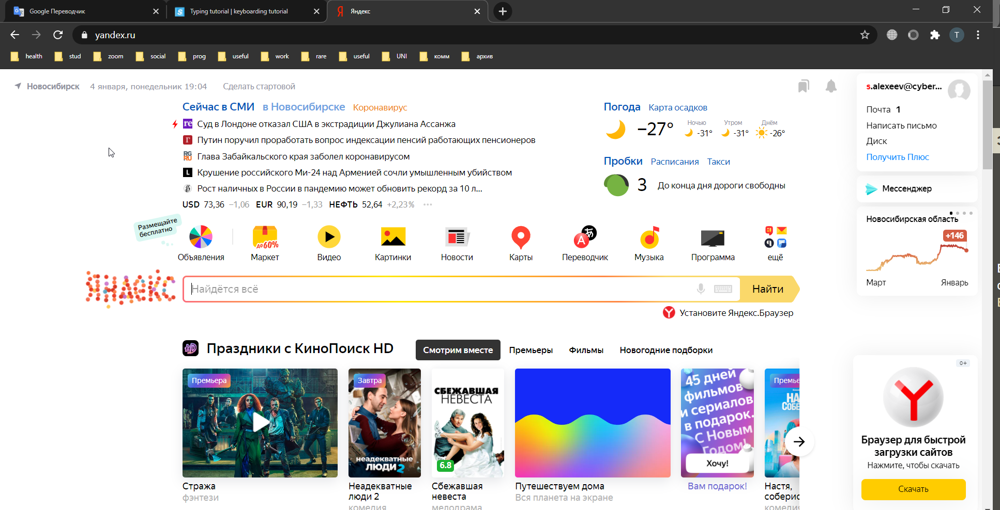 Google Переводчик
Typing tutorial | keyboarding tutorial
Яндекс
yandex.ru
T
health
stud
zoom
social
prog
useful
work
rare
useful
UNI
комм
архив
Новосибирск 4 января, понедельник 19:04 Сделать стартовой
Сейчас в СМИ в Новосибирске Коронавирус
Суд в Лондоне отказал США в экстрадиции Джулиана Ассанжа
Путин поручил проработать вопрос индексации пенсий работающих пенсионеров
Глава Забайкальского края заболел коронавирусом
Крушение российского Ми-24 над Арменией сочли умышленным убийством
Рост наличных в России в пандемию может обновить рекорд за 10 л...
USD 73,36 −1,06 EUR 90,19 −1,33 НЕФТЬ 52,64 +2,23% ···
Погода Карта осадков
−27°
Ночью
-31°
Утром
-31°
Днём
-26°
Пробки Расписания Такси
3 До конца дня дороги свободны
s.alexeev@cyber...
Почта 1
Написать письмо
Диск
Получить Плюс
Мессенджер
Новосибирская область
+146
Март
Январь
Размещайте
бесплатно
до 60%
Объявления
Маркет
Видео
Картинки
Новости
Карты
Переводчик
Музыка
Программа
ещё
ЯНДЕКС
Найдётся всё
Найти
Установите Яндекс.Браузер
HD Праздники с КиноПоиск HD
Смотрим вместе
Премьеры
Фильмы
Новогодние подборки
Премьера
Стража
фэнтези
Завтра
неадекватные
люди 2
Неадекватные
люди 2
комедия
СБЕЖАВШАЯ
НЕВЕСТА
6.8
Сбежавшая
невеста
мелодрама
Путешествуем дома
Вся планета на экране
45 дней
фильмов
и сериалов
в подарок.
С Новым
Годом!
Хочу!
Вам подарок!
Премье
НА
СОБЕ
Настя,
соберис
комедия
0+
Браузер для быстрой
загрузки сайтов
Нажмите, чтобы скачать
Скачать